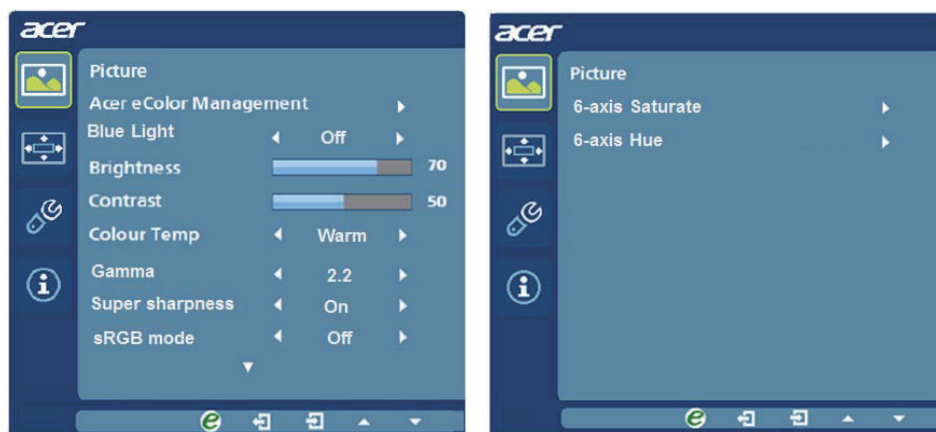 acer
Picture
Acer eColor Management
Blue Light Off
Brightness 70
Contrast 50
Colour Temp Warm
Gamma 2.2
Super sharpness On
sRGB mode Off
e
acer
Picture
6-axis Saturate
6-axis Hue
e